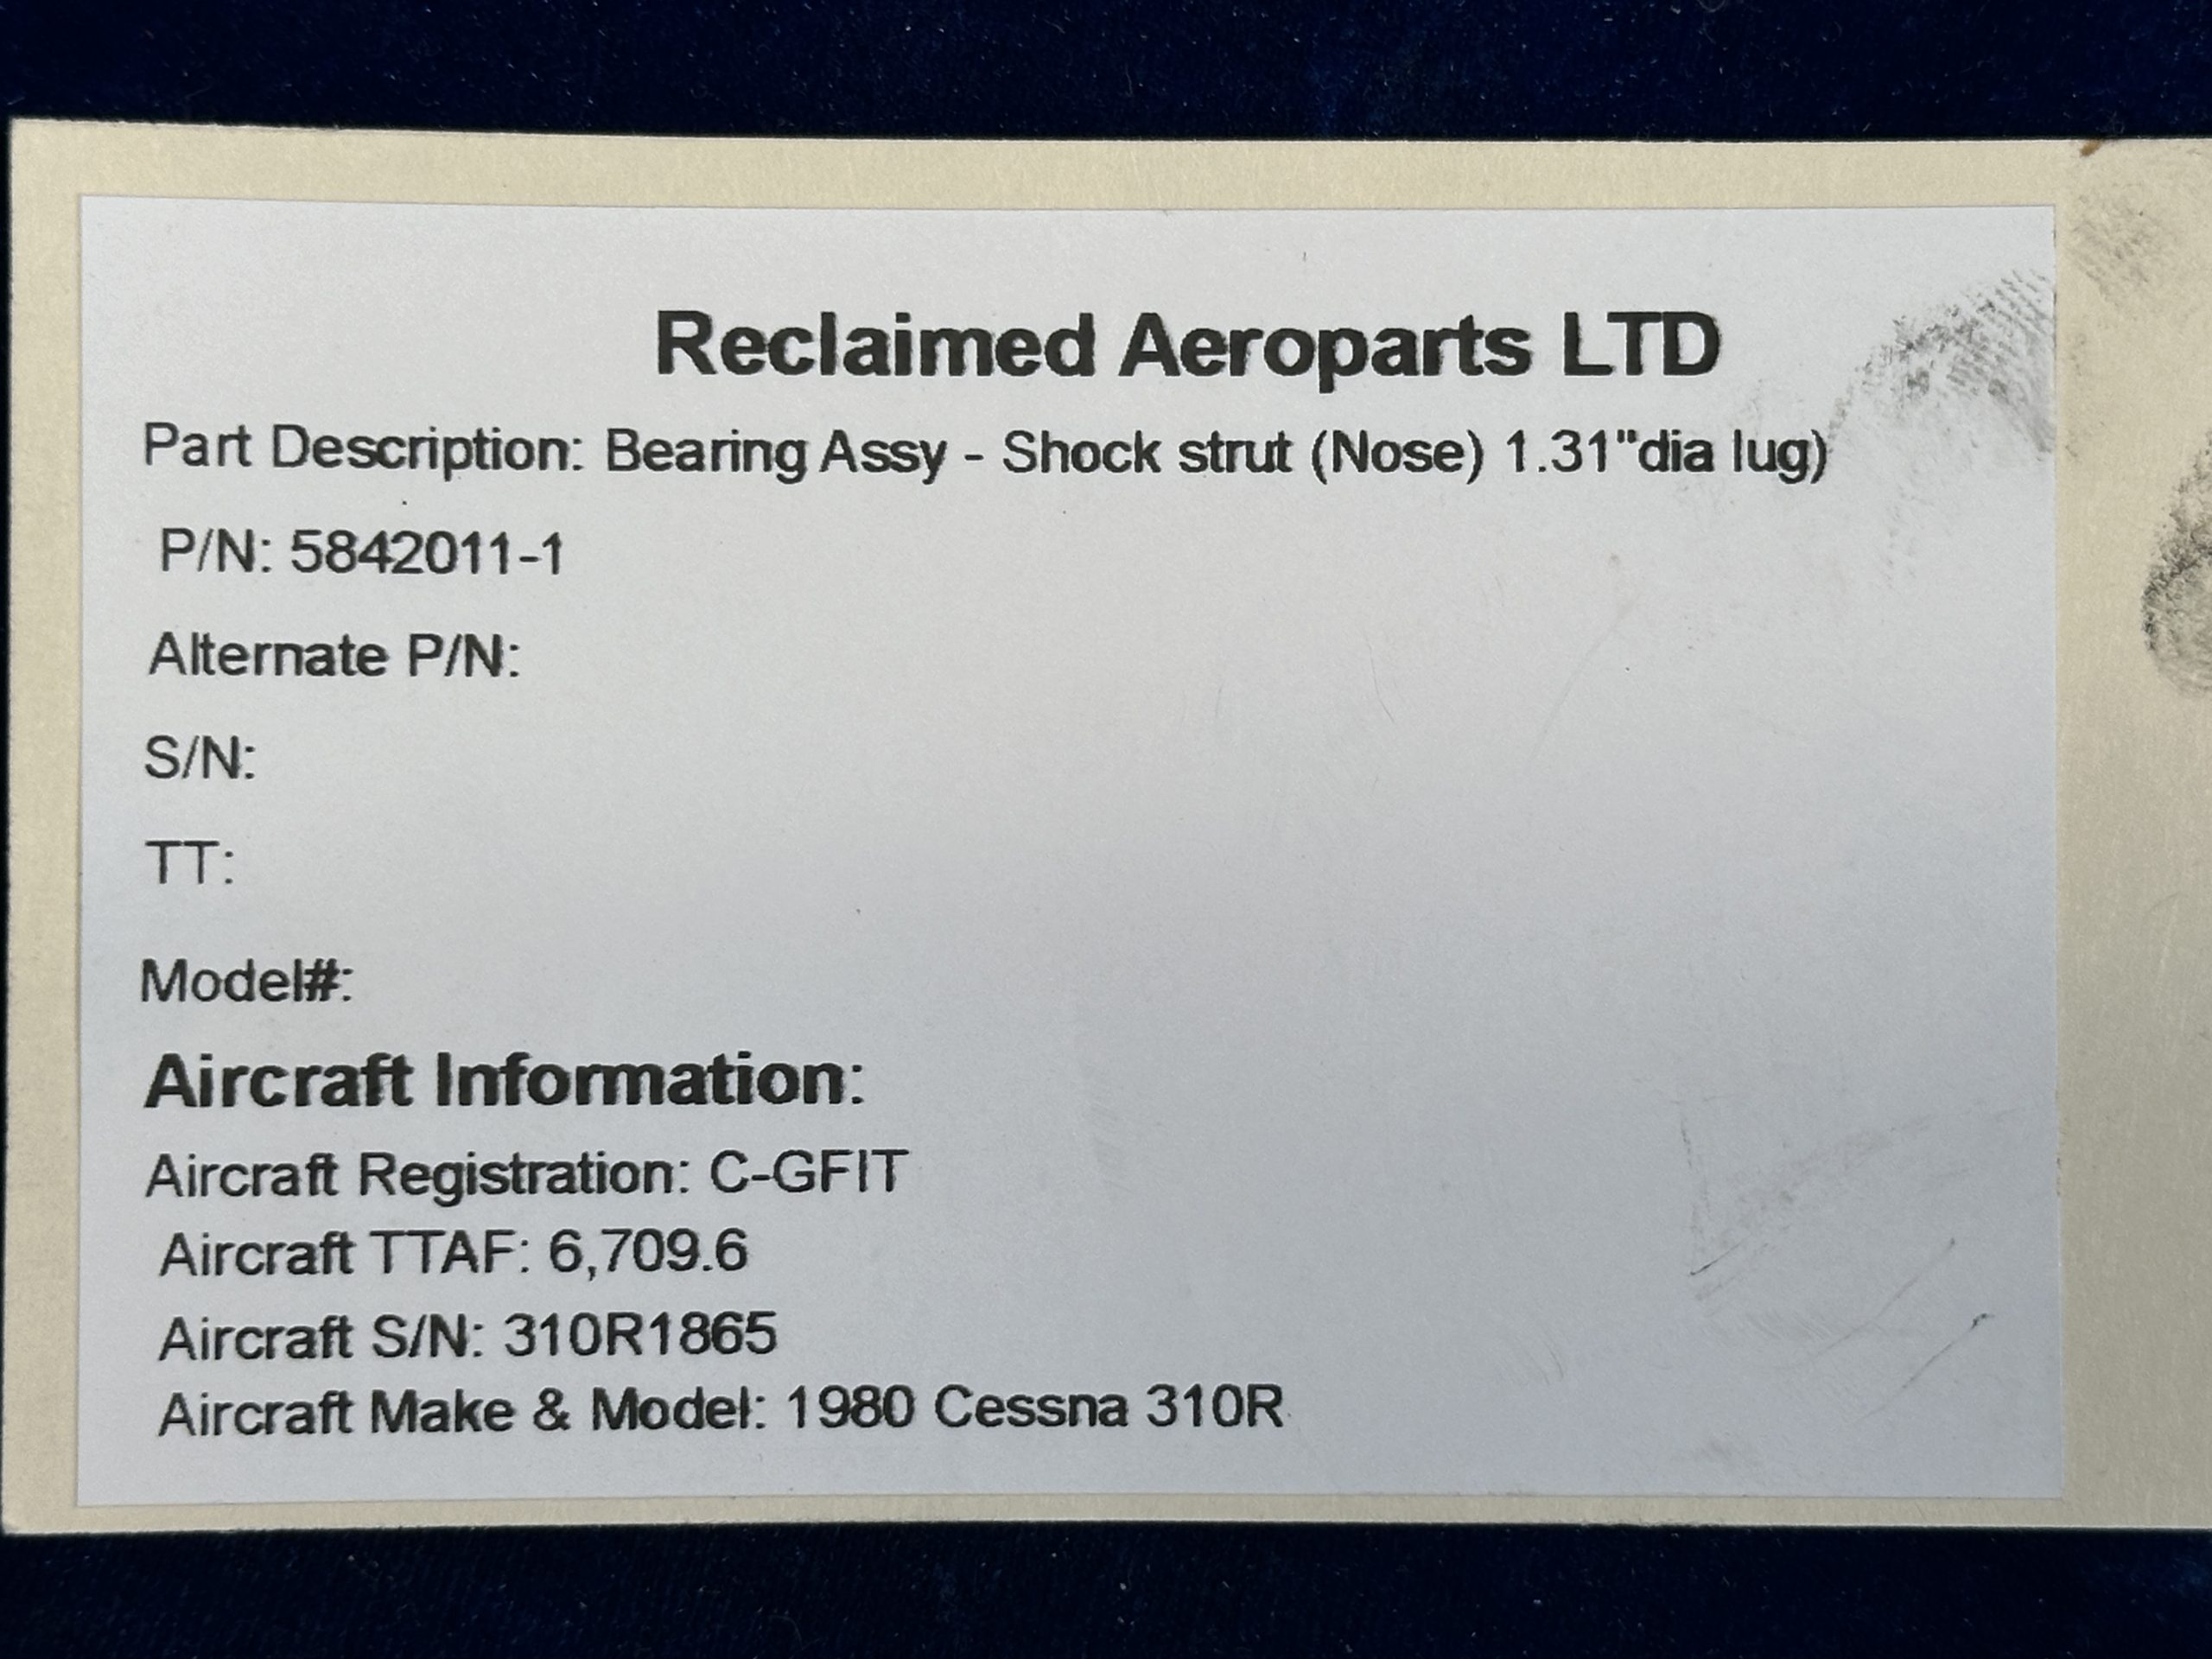 Reclaimed Aeroparts LTD
Part Description: Bearing Assy - Shock strut (Nose) 1.31"dia lug)
P/N: 5842011-1
Alternate P/N:
S/N:
TT:
Model#:
Aircraft Information:
Aircraft Registration: C-GFIT
Aircraft TTAF: 6,709.6
Aircraft S/N: 310R1865
Aircraft Make & Model: 1980 Cessna 310R